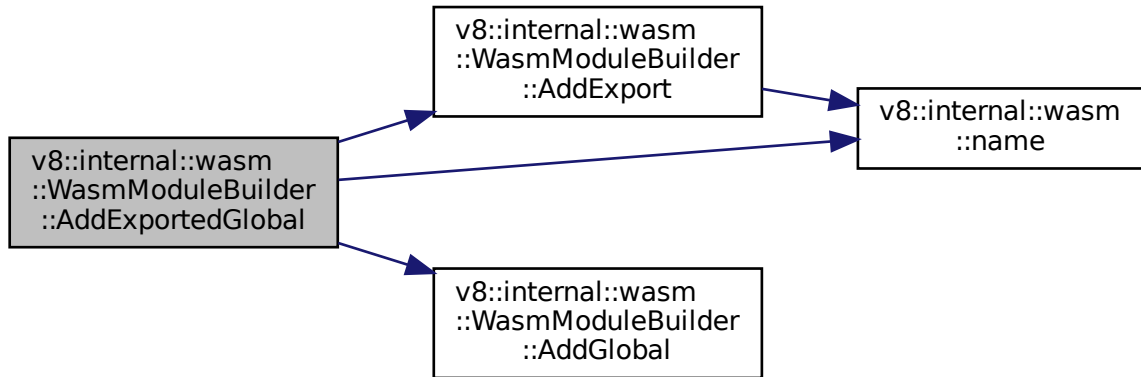 v8::internal::wasm
::WasmModuleBuilder
::AddExportedGlobal
v8::internal::wasm
::WasmModuleBuilder
::AddExport
v8::internal::wasm
::name
v8::internal::wasm
::WasmModuleBuilder
::AddGlobal